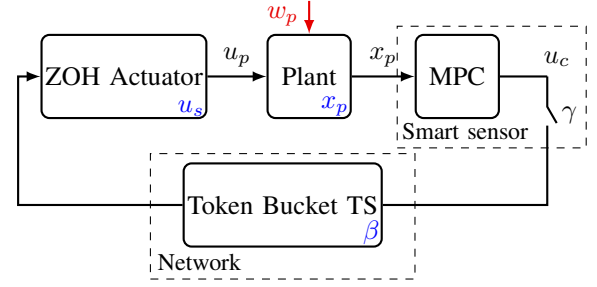 w_p
ZOH Actuator
u_s
u_p
Plant
x_p
x_p
MPC
u_c
γ
Smart sensor
Token Bucket TS
β
Network